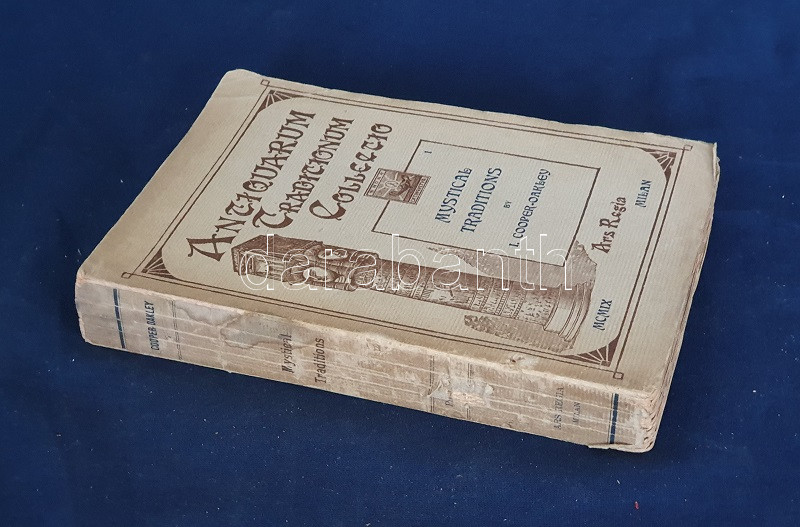 ANTIQUARUM
TRADITIONUM
COLLECTIO
I
MYSTICAL
TRADITIONS
BY
I. COOPER-OAKLEY
Ars Regia
MILAN
MCMIX
darabanth
COOPER-OAKLEY
Mystical
Traditions
ARS REGIA
MILAN